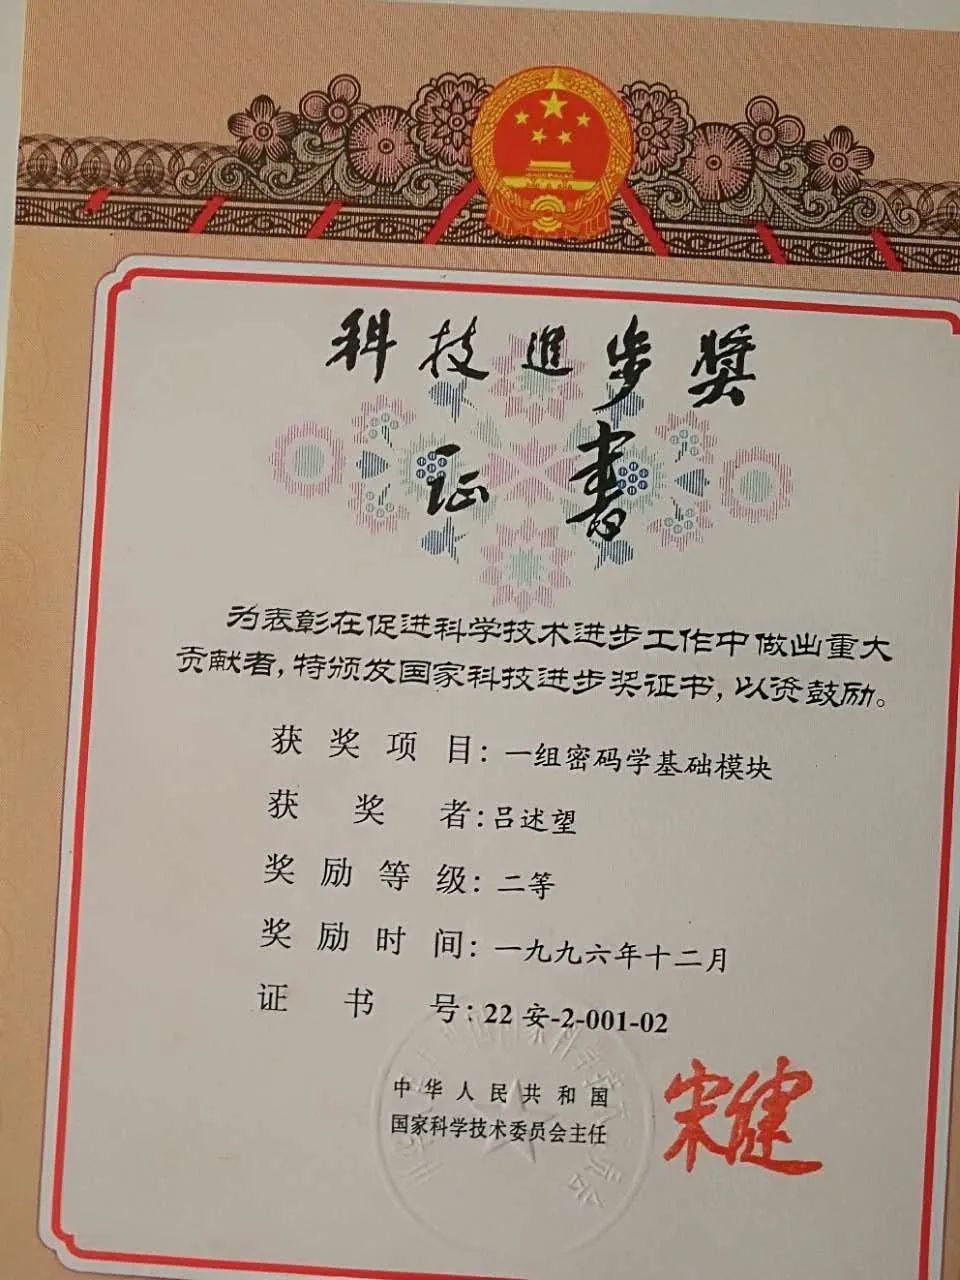 科技進步奖
证書
为表彰在促进科学技术进步工作中做出重大
贡献者，特颁发国家科技进步奖证书，以资鼓励。
获奖项目：一组密码学基础模块
获奖者：吕述望
奖励等级：二等
奖励时间：一九九六年十二月
证书号：22安-2-001-02
中华人民共和国
国家科学技术委员会主任
宋健